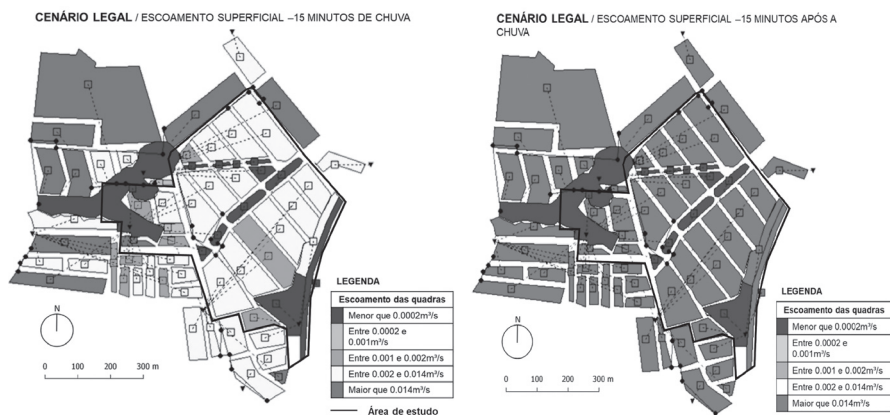 CENÁRIO LEGAL / ESCOAMENTO SUPERFICIAL –15 MINUTOS DE CHUVA
N
0 100 200 300 m
LEGENDA
Escoamento das quadras
Menor que 0.0002m³/s
Entre 0.0002 e
0.001m³/s
Entre 0.001 e 0.002m³/s
Entre 0.002 e 0.014m³/s
Maior que 0.014m³/s
Área de estudo
CENÁRIO LEGAL / ESCOAMENTO SUPERFICIAL –15 MINUTOS APÓS A
CHUVA
N
0 100 200 300 m
LEGENDA
Escoamento das quadras
Menor que 0.0002m³/s
Entre 0.0002 e
0.001m³/s
Entre 0.001 e 0.002m³/s
Entre 0.002 e 0.014m³/s
Maior que 0.014m³/s